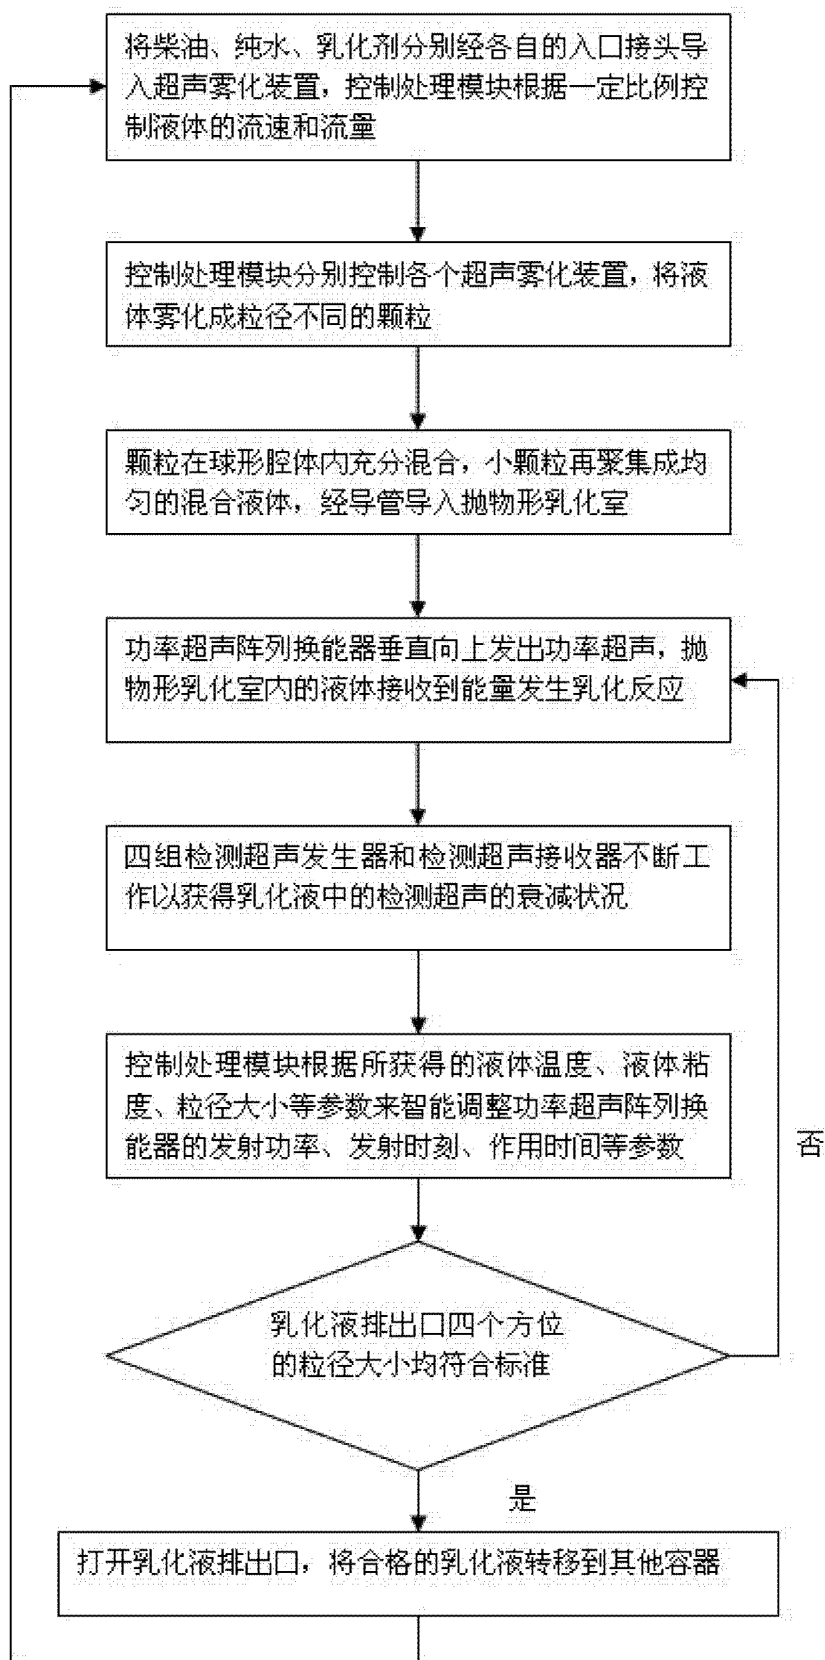 将柴油、纯水、乳化剂分别经各自的入口接头导
入超声雾化装置，控制处理模块根据一定比例控
制液体的流速和流量
控制处理模块分别控制各个超声雾化装置，将液
体雾化成粒径不同的颗粒
颗粒在球形腔体内充分混合，小颗粒再聚集成均
匀的混合液体，经导管导入抛物形乳化室
功率超声阵列换能器垂直向上发出功率超声，抛
物形乳化室内的液体接收到能量发生乳化反应
四组检测超声发生器和检测超声接收器不断工
作以获得乳化液中的检测超声的衰减状况
控制处理模块根据所获得的液体温度、液体粘
度、粒径大小等参数来智能调整功率超声阵列换
能器的发射功率、发射时刻、作用时间等参数
否
乳化液排出口四个方位
的粒径大小均符合标准
是
打开乳化液排出口，将合格的乳化液转移到其他容器